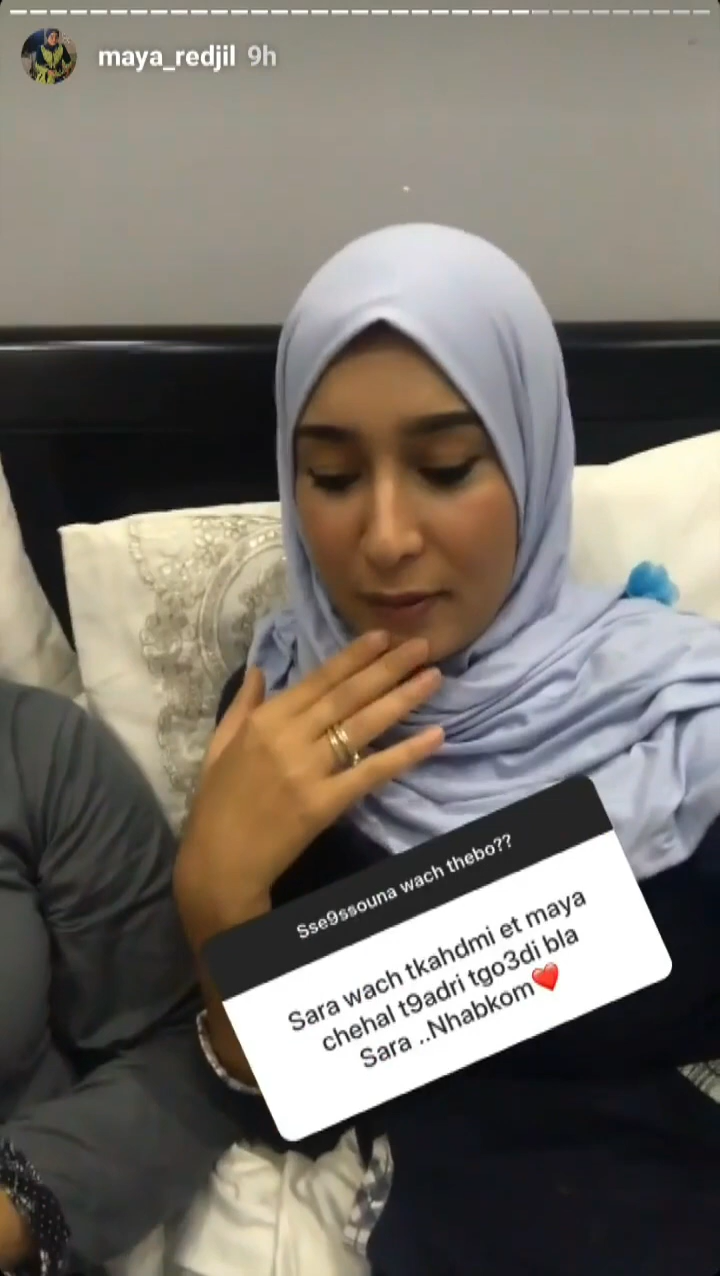 maya_redjil 9h
Sse9ssouna wach thebo??
Sara wach tkahdmi et maya
chehal t9adri tgo3di bla
Sara ..Nhabkom❤️